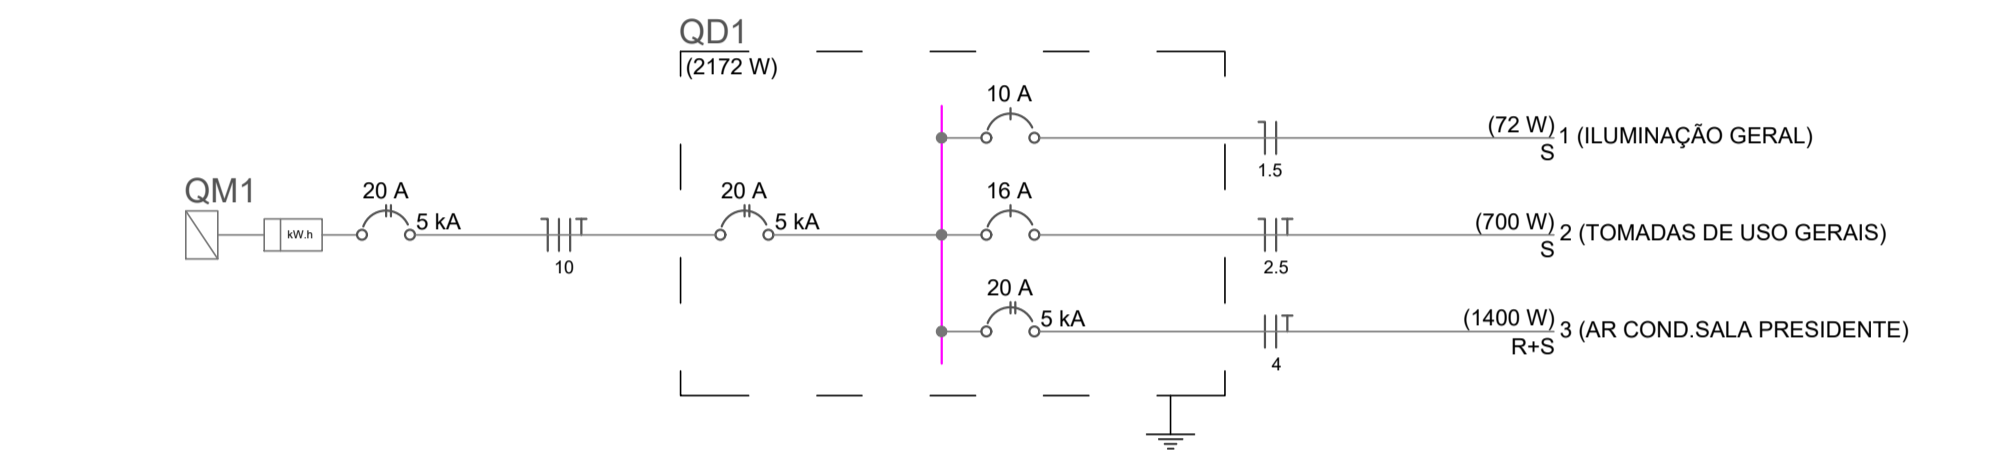 QD1
(2172 W)
QM1
kW.h
20 A
5 kA
10
20 A
5 kA
10 A
1.5
(72 W)
S
1 (ILUMINAÇÃO GERAL)
16 A
2.5
(700 W)
S
2 (TOMADAS DE USO GERAIS)
20 A
5 kA
4
(1400 W)
R+S
3 (AR COND.SALA PRESIDENTE)